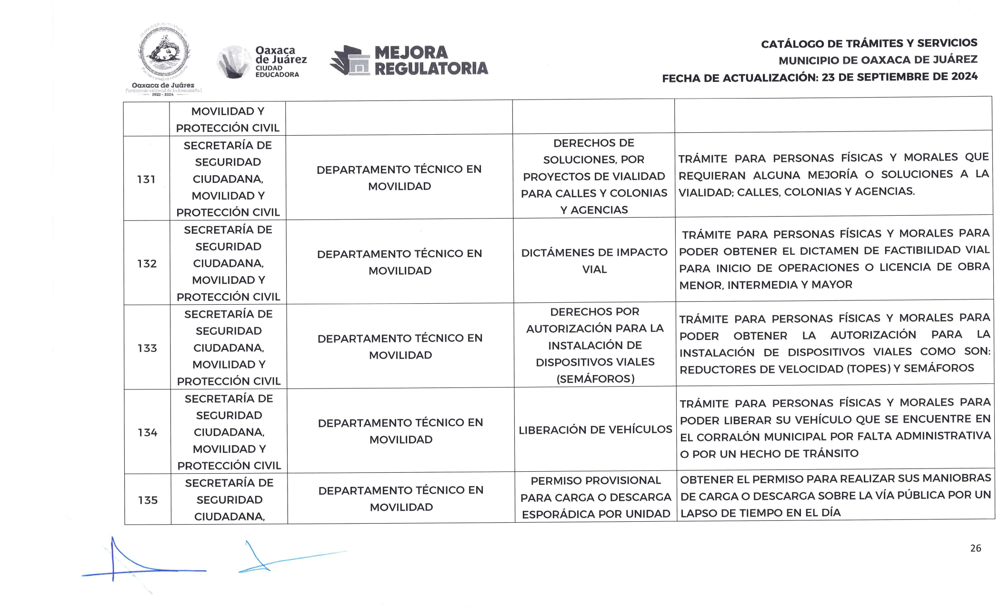 Oaxaca de Juárez
Patrimonio cultural de la humanidad
2022 - 2024
Oaxaca
de Juárez
CIUDAD
EDUCADORA
MEJORA
REGULATORIA
CATÁLOGO DE TRÁMITES Y SERVICIOS
MUNICIPIO DE OAXACA DE JUÁREZ
FECHA DE ACTUALIZACIÓN: 23 DE SEPTIEMBRE DE 2024
MOVILIDAD Y
PROTECCIÓN CIVIL
131
SECRETARÍA DE
SEGURIDAD
CIUDADANA,
MOVILIDAD Y
PROTECCIÓN CIVIL
DEPARTAMENTO TÉCNICO EN
MOVILIDAD
DERECHOS DE
SOLUCIONES, POR
PROYECTOS DE VIALIDAD
PARA CALLES Y COLONIAS
Y AGENCIAS
TRÁMITE PARA PERSONAS FÍSICAS Y MORALES QUE
REQUIERAN ALGUNA MEJORÍA O SOLUCIONES A LA
VIALIDAD; CALLES, COLONIAS Y AGENCIAS.
132
SECRETARÍA DE
SEGURIDAD
CIUDADANA,
MOVILIDAD Y
PROTECCIÓN CIVIL
DEPARTAMENTO TÉCNICO EN
MOVILIDAD
DICTÁMENES DE IMPACTO
VIAL
TRÁMITE PARA PERSONAS FÍSICAS Y MORALES PARA
PODER OBTENER EL DICTAMEN DE FACTIBILIDAD VIAL
PARA INICIO DE OPERACIONES O LICENCIA DE OBRA
MENOR, INTERMEDIA Y MAYOR
133
SECRETARÍA DE
SEGURIDAD
CIUDADANA,
MOVILIDAD Y
PROTECCIÓN CIVIL
DEPARTAMENTO TÉCNICO EN
MOVILIDAD
DERECHOS POR
AUTORIZACIÓN PARA LA
INSTALACIÓN DE
DISPOSITIVOS VIALES
(SEMÁFOROS)
TRÁMITE PARA PERSONAS FÍSICAS Y MORALES PARA
PODER OBTENER LA AUTORIZACIÓN PARA LA
INSTALACIÓN DE DISPOSITIVOS VIALES COMO SON:
REDUCTORES DE VELOCIDAD (TOPES) Y SEMÁFOROS
134
SECRETARÍA DE
SEGURIDAD
CIUDADANA,
MOVILIDAD Y
PROTECCIÓN CIVIL
DEPARTAMENTO TÉCNICO EN
MOVILIDAD
LIBERACIÓN DE VEHÍCULOS
TRÁMITE PARA PERSONAS FÍSICAS Y MORALES PARA
PODER LIBERAR SU VEHÍCULO QUE SE ENCUENTRE EN
EL CORRALÓN MUNICIPAL POR FALTA ADMINISTRATIVA
O POR UN HECHO DE TRÁNSITO
135
SECRETARÍA DE
SEGURIDAD
CIUDADANA,
DEPARTAMENTO TÉCNICO EN
MOVILIDAD
PERMISO PROVISIONAL
PARA CARGA O DESCARGA
ESPORÁDICA POR UNIDAD
OBTENER EL PERMISO PARA REALIZAR SUS MANIOBRAS
DE CARGA O DESCARGA SOBRE LA VÍA PÚBLICA POR UN
LAPSO DE TIEMPO EN EL DÍA
26